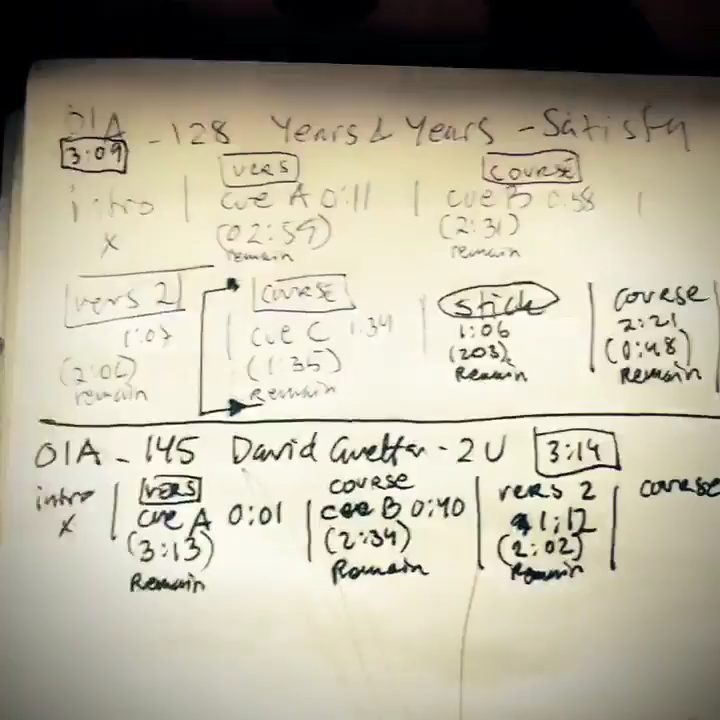 01A - 128 Years & Years - Satisfy
3:09
vers course
intro cue A 0:11 cue B 0:38
x (02:59) (2:31)
remain remain
vers 2 course stick course
1:07 cue C 1:34 1:06 2:21
(2:02) (1:35) (203) (0:48)
remain Remain Remain Remain
01A - 145 David Guetta - 2U 3:14
intro vers course vers 2 course
x cue A 0:01 cue B 0:40 1:12
(3:13) (2:34) (2:02)
Remain Remain Remain